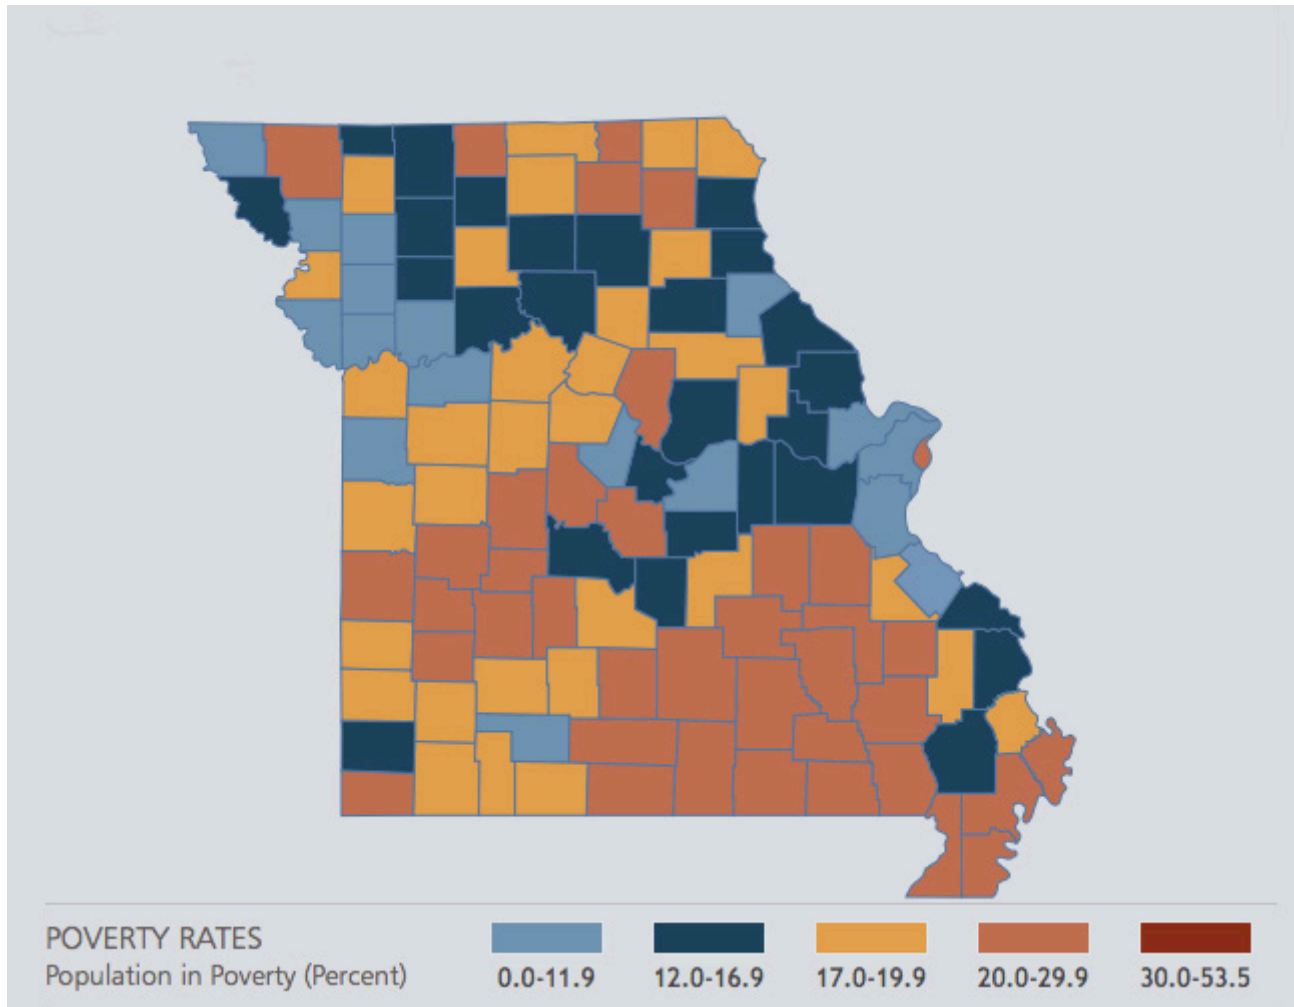 POVERTY RATES
Population in Poverty (Percent)
0.0-11.9
12.0-16.9
17.0-19.9
20.0-29.9
30.0-53.5